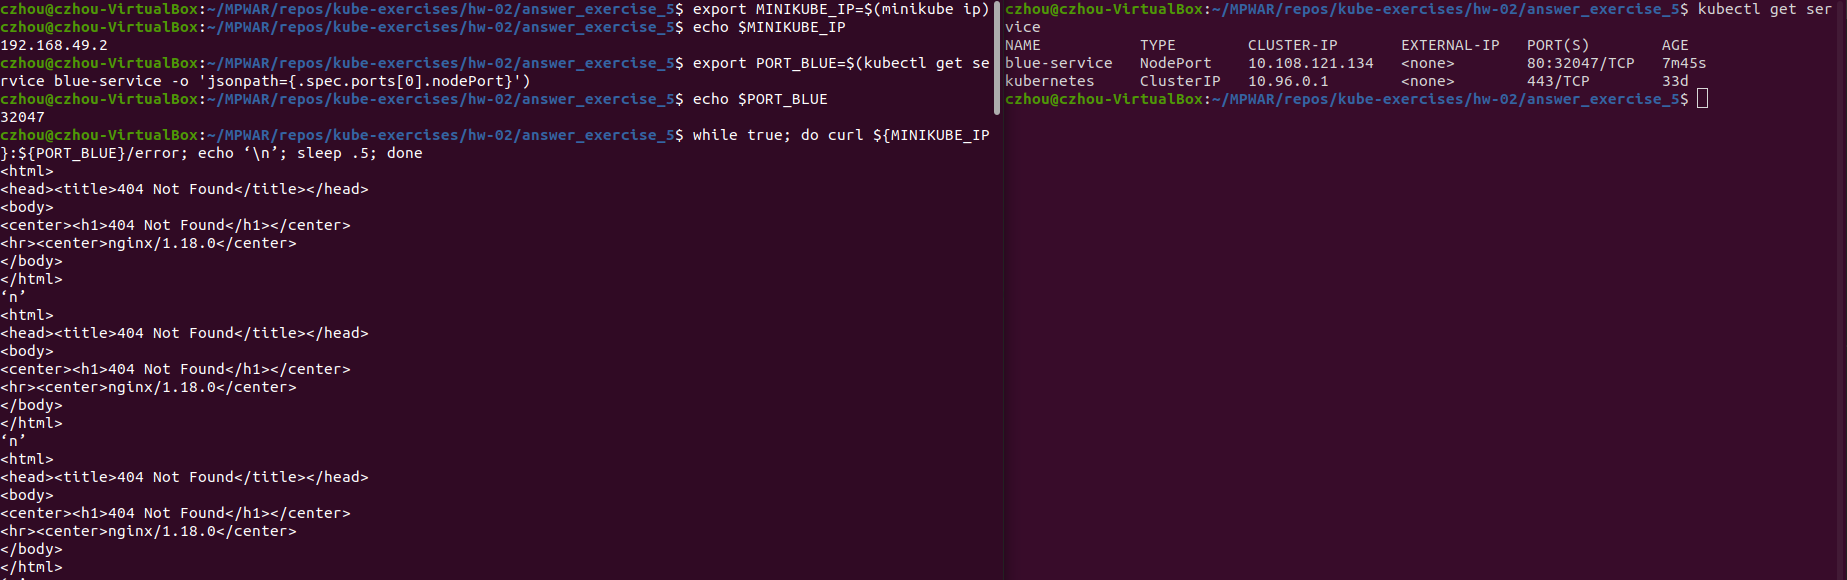 czhou@czhou-VirtualBox:~/MPWAR/repos/kube-exercises/hw-02/answer_exercise_5$ export MINIKUBE_IP=$(minikube ip)
czhou@czhou-VirtualBox:~/MPWAR/repos/kube-exercises/hw-02/answer_exercise_5$ echo $MINIKUBE_IP
192.168.49.2
czhou@czhou-VirtualBox:~/MPWAR/repos/kube-exercises/hw-02/answer_exercise_5$ export PORT_BLUE=$(kubectl get se
rvice blue-service -o 'jsonpath={.spec.ports[0].nodePort}')
czhou@czhou-VirtualBox:~/MPWAR/repos/kube-exercises/hw-02/answer_exercise_5$ echo $PORT_BLUE
32047
czhou@czhou-VirtualBox:~/MPWAR/repos/kube-exercises/hw-02/answer_exercise_5$ while true; do curl ${MINIKUBE_IP
}:${PORT_BLUE}/error; echo ‘\n’; sleep .5; done
<html>
<head><title>404 Not Found</title></head>
<body>
<center><h1>404 Not Found</h1></center>
<hr><center>nginx/1.18.0</center>
</body>
</html>
‘n’
<html>
<head><title>404 Not Found</title></head>
<body>
<center><h1>404 Not Found</h1></center>
<hr><center>nginx/1.18.0</center>
</body>
</html>
‘n’
<html>
<head><title>404 Not Found</title></head>
<body>
<center><h1>404 Not Found</h1></center>
<hr><center>nginx/1.18.0</center>
</body>
</html>
czhou@czhou-VirtualBox:~/MPWAR/repos/kube-exercises/hw-02/answer_exercise_5$ kubectl get ser
vice
NAME TYPE CLUSTER-IP EXTERNAL-IP PORT(S) AGE
blue-service NodePort 10.108.121.134 <none> 80:32047/TCP 7m45s
kubernetes ClusterIP 10.96.0.1 <none> 443/TCP 33d
czhou@czhou-VirtualBox:~/MPWAR/repos/kube-exercises/hw-02/answer_exercise_5$